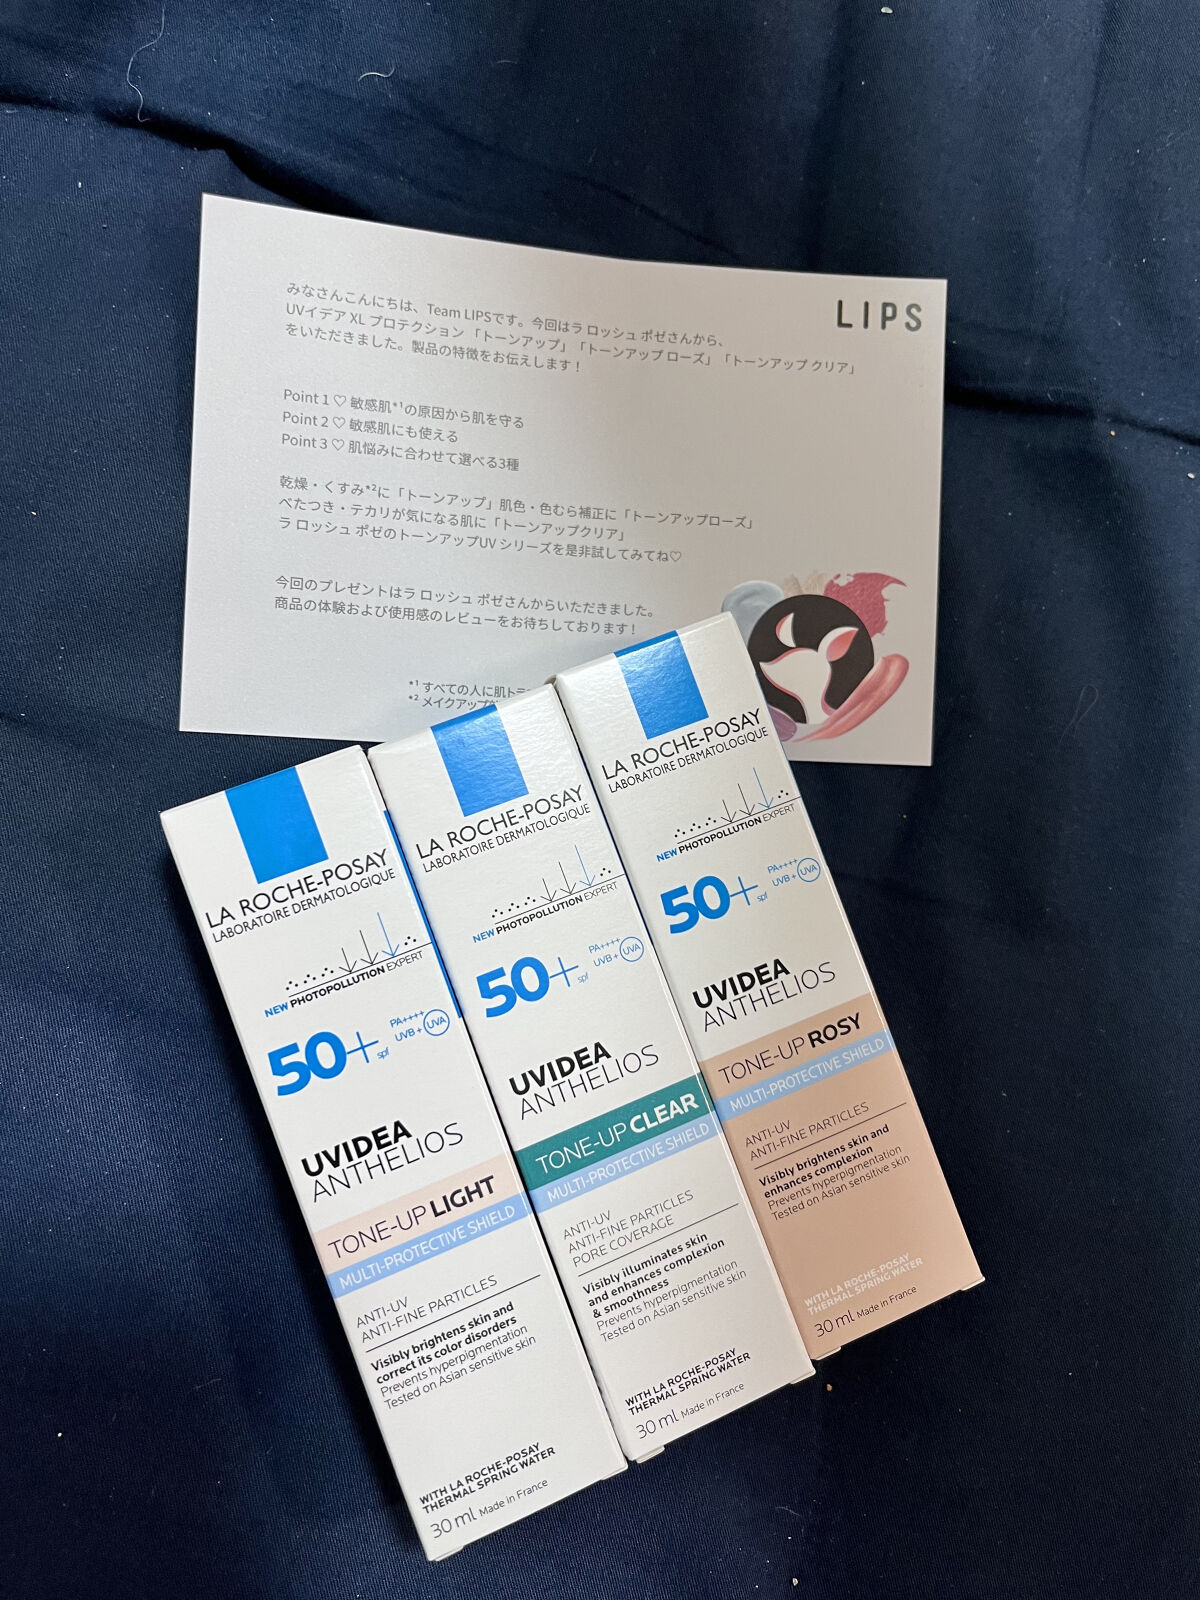 LIPS
みなさんこんにちは、Team LIPSです。今回はラ ロッシュ ポゼさんから、
UVイデア XL プロテクション 「トーンアップ」「トーンアップ ローズ」「トーンアップ クリア」
をいただきました。製品の特徴をお伝えします！
Point 1 ♡ 敏感肌*¹の原因から肌を守る
Point 2 ♡ 敏感肌にも使える
Point 3 ♡ 肌悩みに合わせて選べる3種
乾燥・くすみ*²に「トーンアップ」肌色・色むら補正に「トーンアップローズ」
べたつき・テカリが気になる肌に「トーンアップクリア」
ラ ロッシュ ポゼのトーンアップUV シリーズを是非試してみてね♡
今回のプレゼントはラ ロッシュ ポゼさんからいただきました。
商品の体験および使用感のレビューをお待ちしております！
*¹ すべての人に肌ト
*² メイクアップ
LA ROCHE-POSAY
LABORATOIRE DERMATOLOGIQUE
NEW PHOTOPOLLUTION EXPERT
50+ spf
PA++++
UVB + UVA
UVIDEA
ANTHELIOS
TONE-UP LIGHT
MULTI-PROTECTIVE SHIELD
ANTI-UV
ANTI-FINE PARTICLES
Visibly brightens skin and
correct its color disorders
Prevents hyperpigmentation
Tested on Asian sensitive skin
WITH LA ROCHE-POSAY
THERMAL SPRING WATER
30 ml Made in France
LA ROCHE-POSAY
LABORATOIRE DERMATOLOGIQUE
NEW PHOTOPOLLUTION EXPERT
50+ spf
PA++++
UVB + UVA
UVIDEA
ANTHELIOS
TONE-UP CLEAR
MULTI-PROTECTIVE SHIELD
ANTI-UV
ANTI-FINE PARTICLES
PORE COVERAGE
Visibly illuminates skin
and enhances complexion
& smoothness
Prevents hyperpigmentation
Tested on Asian sensitive skin
WITH LA ROCHE-POSAY
THERMAL SPRING WATER
30 ml Made in France
LA ROCHE-POSAY
LABORATOIRE DERMATOLOGIQUE
NEW PHOTOPOLLUTION EXPERT
50+ spf
PA++++
UVB + UVA
UVIDEA
ANTHELIOS
TONE-UP ROSY
MULTI-PROTECTIVE SHIELD
ANTI-UV
ANTI-FINE PARTICLES
Visibly brightens skin and
enhances complexion
Prevents hyperpigmentation
Tested on Asian sensitive skin
WITH LA ROCHE-POSAY
THERMAL SPRING WATER
30 ml Made in France